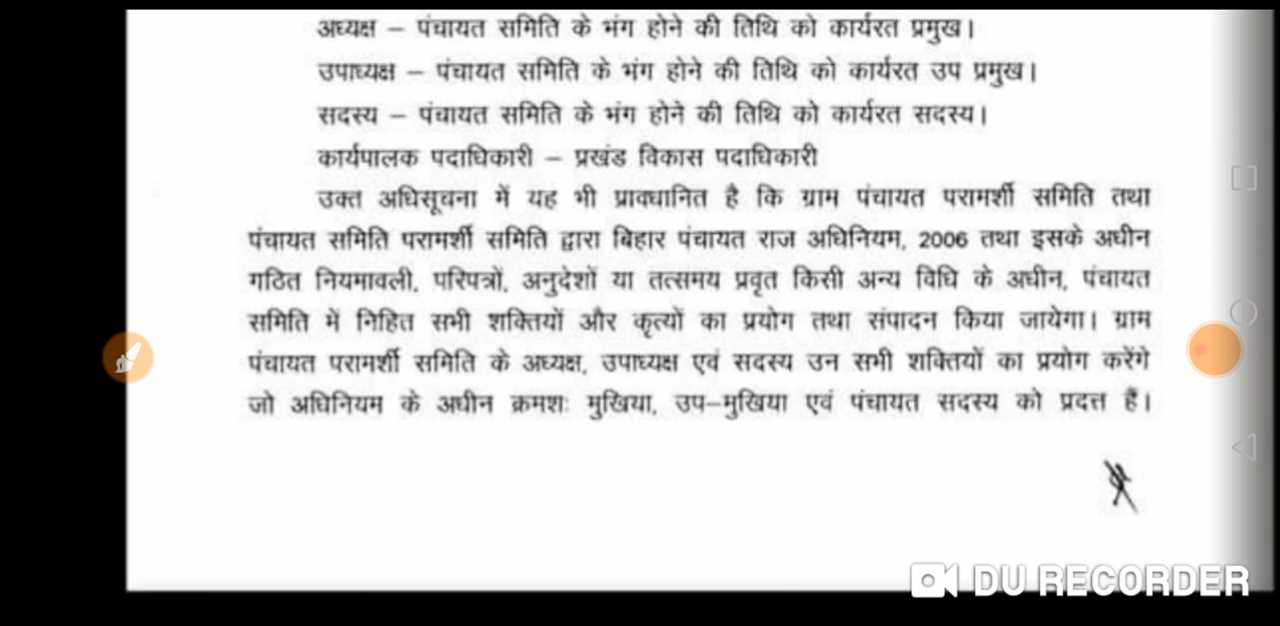 अध्यक्ष – पंचायत समिति के भंग होने की तिथि को कार्यरत प्रमुख।
उपाध्यक्ष – पंचायत समिति के भंग होने की तिथि को कार्यरत उप प्रमुख।
सदस्य – पंचायत समिति के भंग होने की तिथि को कार्यरत सदस्य।
कार्यपालक पदाधिकारी – प्रखंड विकास पदाधिकारी
उक्त अधिसूचना में यह भी प्रावधानित है कि ग्राम पंचायत परामर्शी समिति तथा
पंचायत समिति परामर्शी समिति द्वारा बिहार पंचायत राज अधिनियम, 2006 तथा इसके अधीन
गठित नियमावली, परिपत्रों, अनुदेशों या तत्समय प्रवृत किसी अन्य विधि के अधीन, पंचायत
समिति में निहित सभी शक्तियों और कृत्यों का प्रयोग तथा संपादन किया जायेगा। ग्राम
पंचायत परामर्शी समिति के अध्यक्ष, उपाध्यक्ष एवं सदस्य उन सभी शक्तियों का प्रयोग करेंगे
जो अधिनियम के अधीन क्रमशः मुखिया, उप–मुखिया एवं पंचायत सदस्य को प्रदत्त हैं।
DU RECORDER